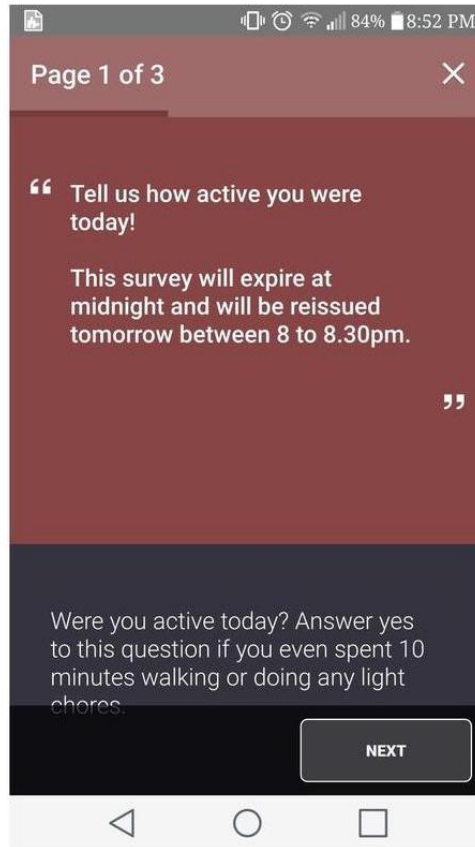 84% 8:52 PM
Page 1 of 3
“ Tell us how active you were
today!
This survey will expire at
midnight and will be reissued
tomorrow between 8 to 8.30pm.
”
Were you active today? Answer yes
to this question if you even spent 10
minutes walking or doing any light
chores.
NEXT